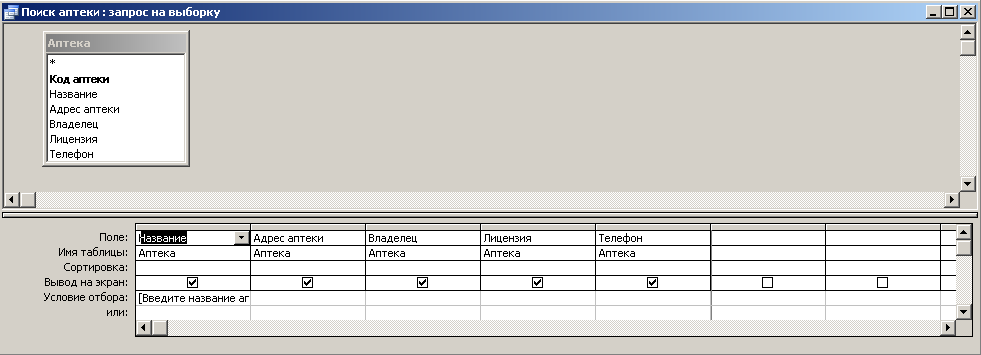 Поиск аптеки : запрос на выборку
Аптека
*
Код аптеки
Название
Адрес аптеки
Владелец
Лицензия
Телефон
Поле: Название Адрес аптеки Владелец Лицензия Телефон
Имя таблицы: Аптека Аптека Аптека Аптека Аптека
Сортировка:
Вывод на экран:
Условие отбора: [Введите название аг
или: